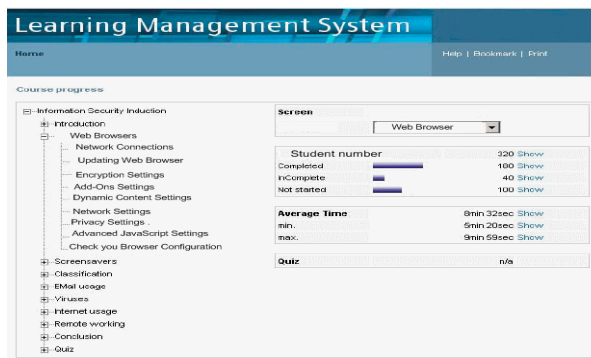 Learning Management System
Home
Help | Bookmark | Print
Course progress
Information Security Induction
Introduction
Web Browsers
Network Connections
Updating Web Browser
Encryption Settings
Add-Ons Settings
Dynamic Content Settings
Network Settings
Privacy Settings .
Advanced JavaScript Settings
Check you Browser Configuration
Screensavers
Classification
EMail usage
Viruses
Internet usage
Remote working
Conclusion
Quiz
Screen
Web Browser
Student number 320 Show
Completed 180 Show
inComplete 40 Show
Not started 100 Show
Average Time 8min 32sec Show
min. 5min 20sec Show
max. 9min 59sec Show
Quiz n/a